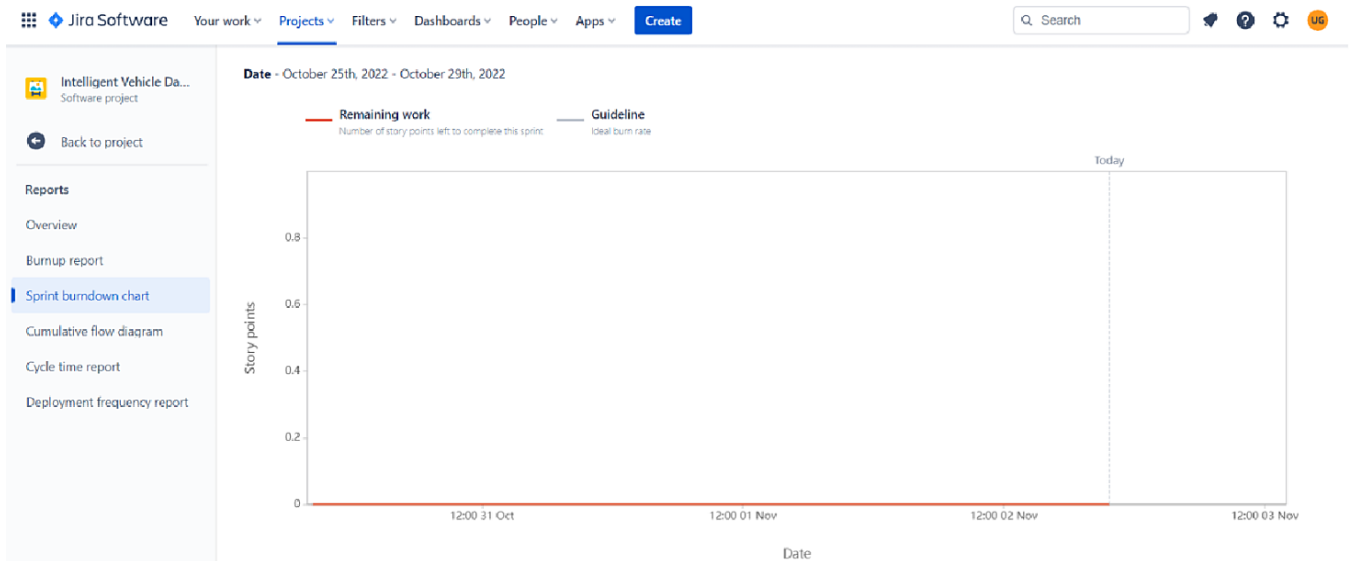 Jira Software Your work Projects Filters Dashboards People Apps Create Search UG
Intelligent Vehicle Da...
Software project
Back to project
Reports
Overview
Burnup report
Sprint burndown chart
Cumulative flow diagram
Cycle time report
Deployment frequency report
Date - October 25th, 2022 - October 29th, 2022
Remaining work
Number of story points left to complete this sprint
Guideline
Ideal burn rate
Today
Story points
0.8
0.6
0.4
0.2
0
12:00 31 Oct 12:00 01 Nov 12:00 02 Nov 12:00 03 Nov
Date